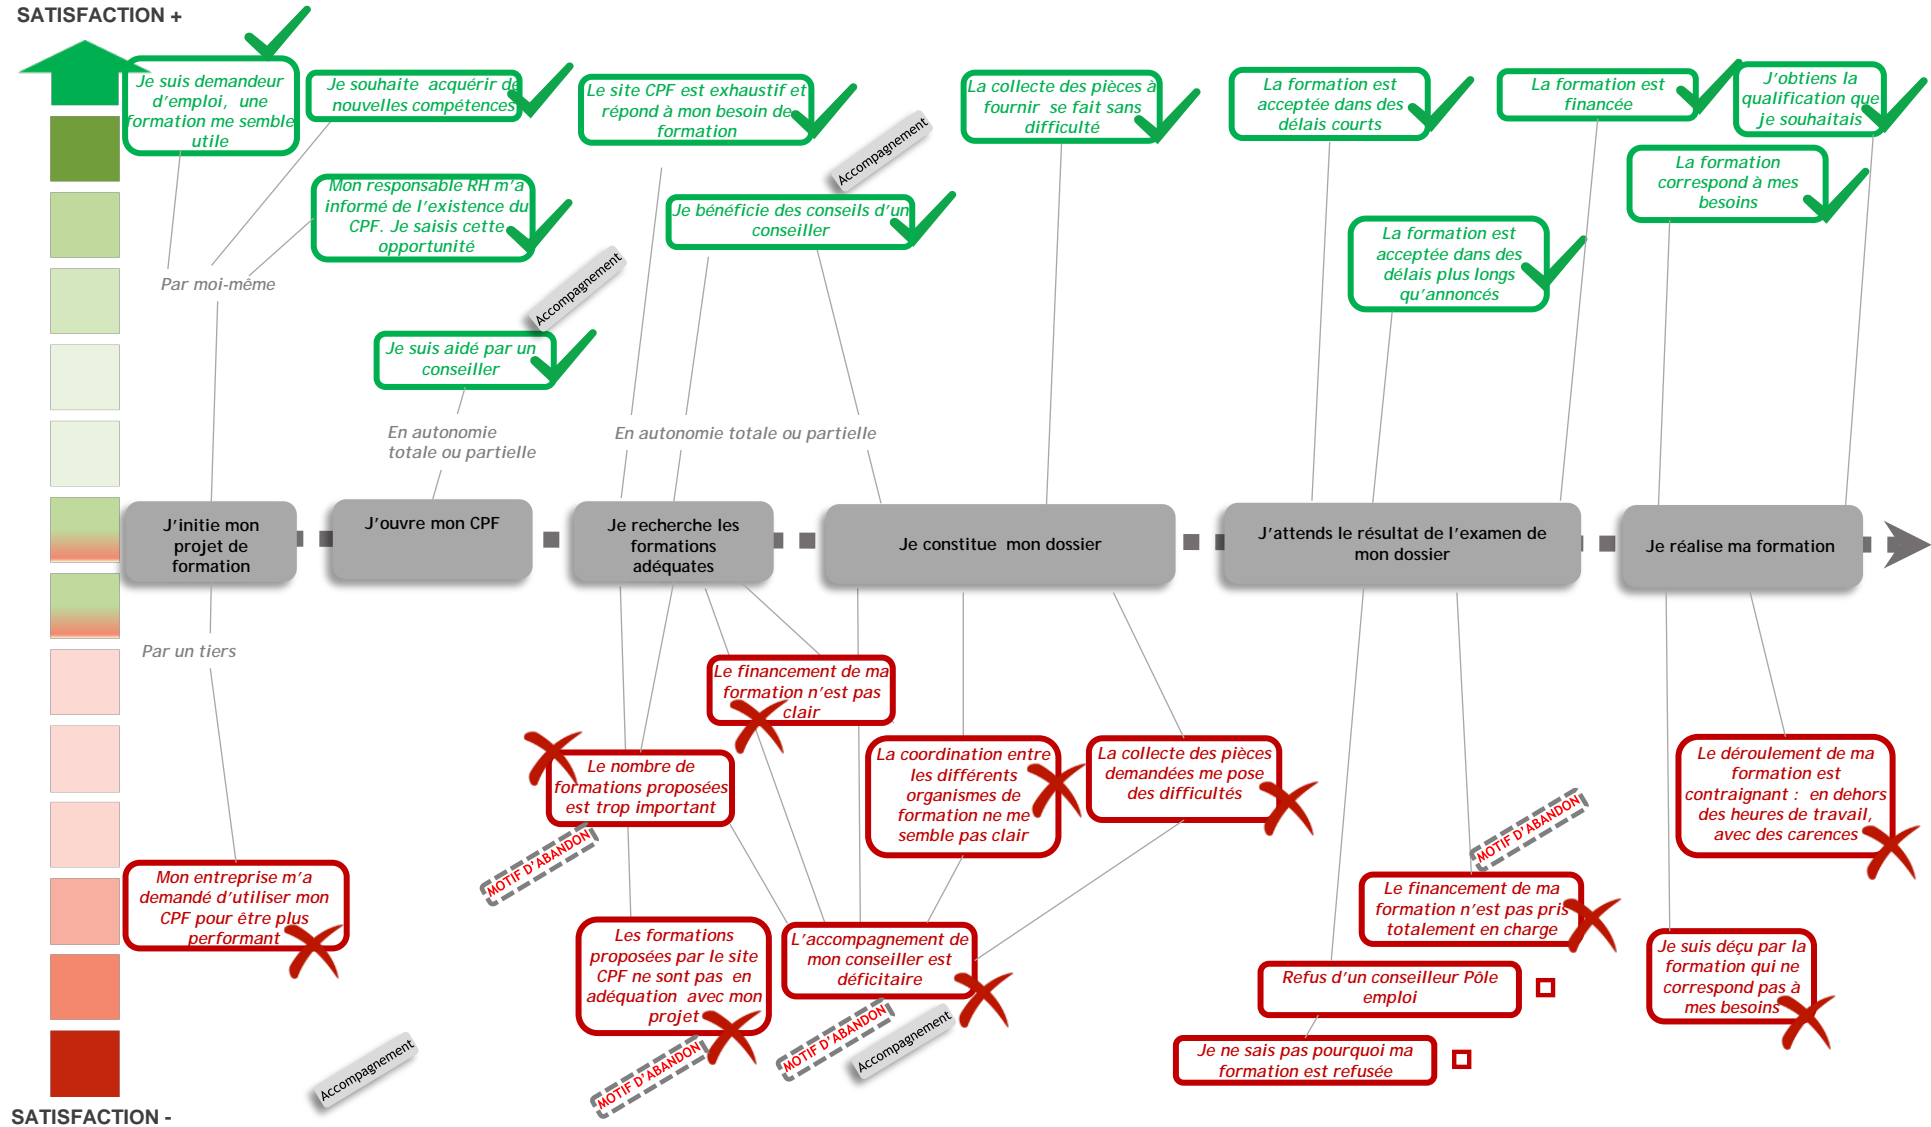 SATISFACTION +
Je suis demandeur
d'emploi, une
formation me semble
utile
Je souhaite acquérir de
nouvelles compétences
Le site CPF est exhaustif et
répond à mon besoin de
formation
La collecte des pièces à
fournir se fait sans
difficulté
La formation est
acceptée dans des
délais courts
La formation est
financée
J'obtiens la
qualification que
je souhaitais
Accompagnement
Mon responsable RH m'a
informé de l'existence du
CPF. Je saisis cette
opportunité
Je bénéficie des conseils d'un
conseiller
La formation
correspond à mes
besoins
La formation est
acceptée dans des
délais plus longs
qu'annoncés
Par moi-même
Accompagnement
Je suis aidé par un
conseiller
En autonomie
totale ou partielle
En autonomie totale ou partielle
J'initie mon
projet de
formation
J'ouvre mon CPF
Je recherche les
formations
adéquates
Je constitue mon dossier
J'attends le résultat de l'examen de
mon dossier
Je réalise ma formation
Par un tiers
Le financement de ma
formation n'est pas
clair
Le nombre de
formations proposées
est trop important
MOTIF D'ABANDON
La coordination entre
les différents
organismes de
formation ne me
semble pas clair
La collecte des pièces
demandées me pose
des difficultés
Le déroulement de ma
formation est
contraignant : en dehors
des heures de travail,
avec des carences
MOTIF D'ABANDON
Mon entreprise m'a
demandé d'utiliser mon
CPF pour être plus
performant
Le financement de ma
formation n'est pas pris
totalement en charge
Les formations
proposées par le site
CPF ne sont pas en
adéquation avec mon
projet
MOTIF D'ABANDON
L'accompagnement de
mon conseiller est
déficitaire
MOTIF D'ABANDON
Accompagnement
Refus d'un conseilleur Pôle
emploi
Je suis déçu par la
formation qui ne
correspond pas à
mes besoins
Je ne sais pas pourquoi ma
formation est refusée
Accompagnement
SATISFACTION -